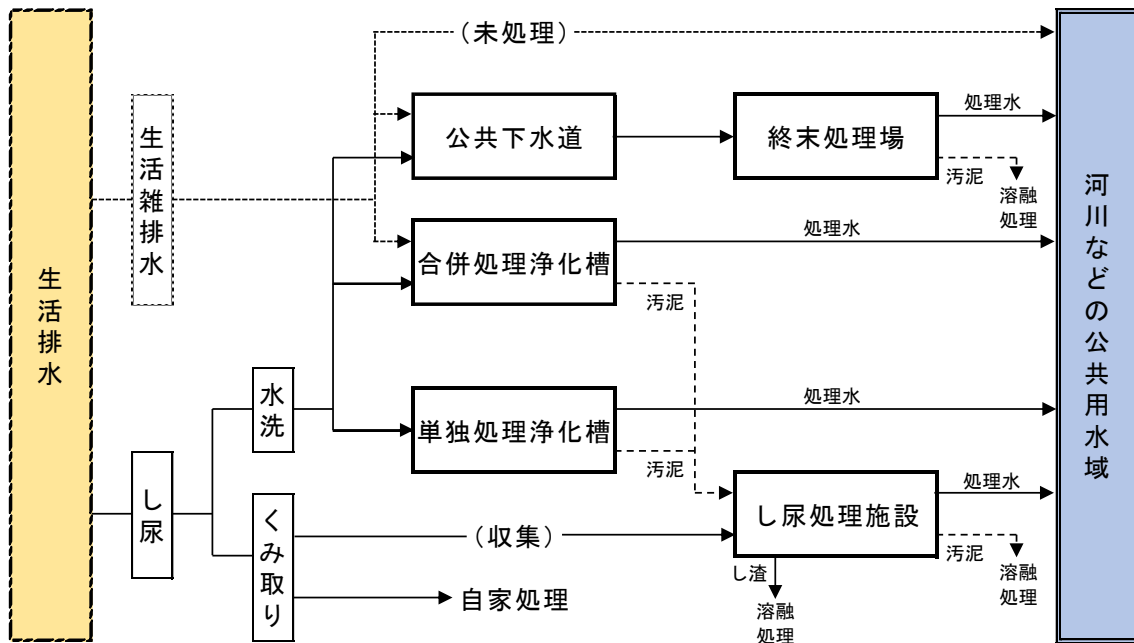 生活排水
生活雑排水
し尿
水洗
くみ取り
（未処理）
公共下水道
終末処理場
処理水
汚泥
溶融
処理
合併処理浄化槽
処理水
汚泥
単独処理浄化槽
処理水
汚泥
（収集）
し尿処理施設
処理水
汚泥
溶融
処理
し渣
溶融
処理
自家処理
河川などの公共用水域